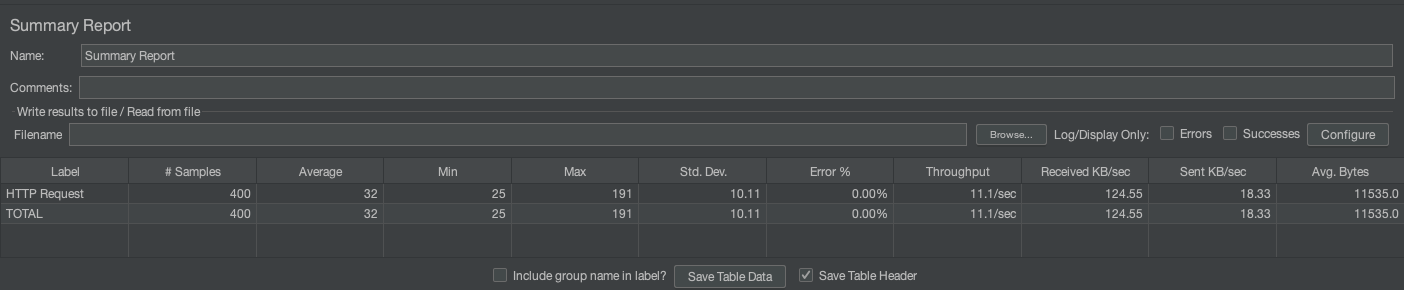 Summary Report
Name: Summary Report
Comments:
Write results to file / Read from file
Filename Browse... Log/Display Only: Errors Successes Configure
Label # Samples Average Min Max Std. Dev. Error % Throughput Received KB/sec Sent KB/sec Avg. Bytes
HTTP Request 400 32 25 191 10.11 0.00% 11.1/sec 124.55 18.33 11535.0
TOTAL 400 32 25 191 10.11 0.00% 11.1/sec 124.55 18.33 11535.0
Include group name in label? Save Table Data Save Table Header